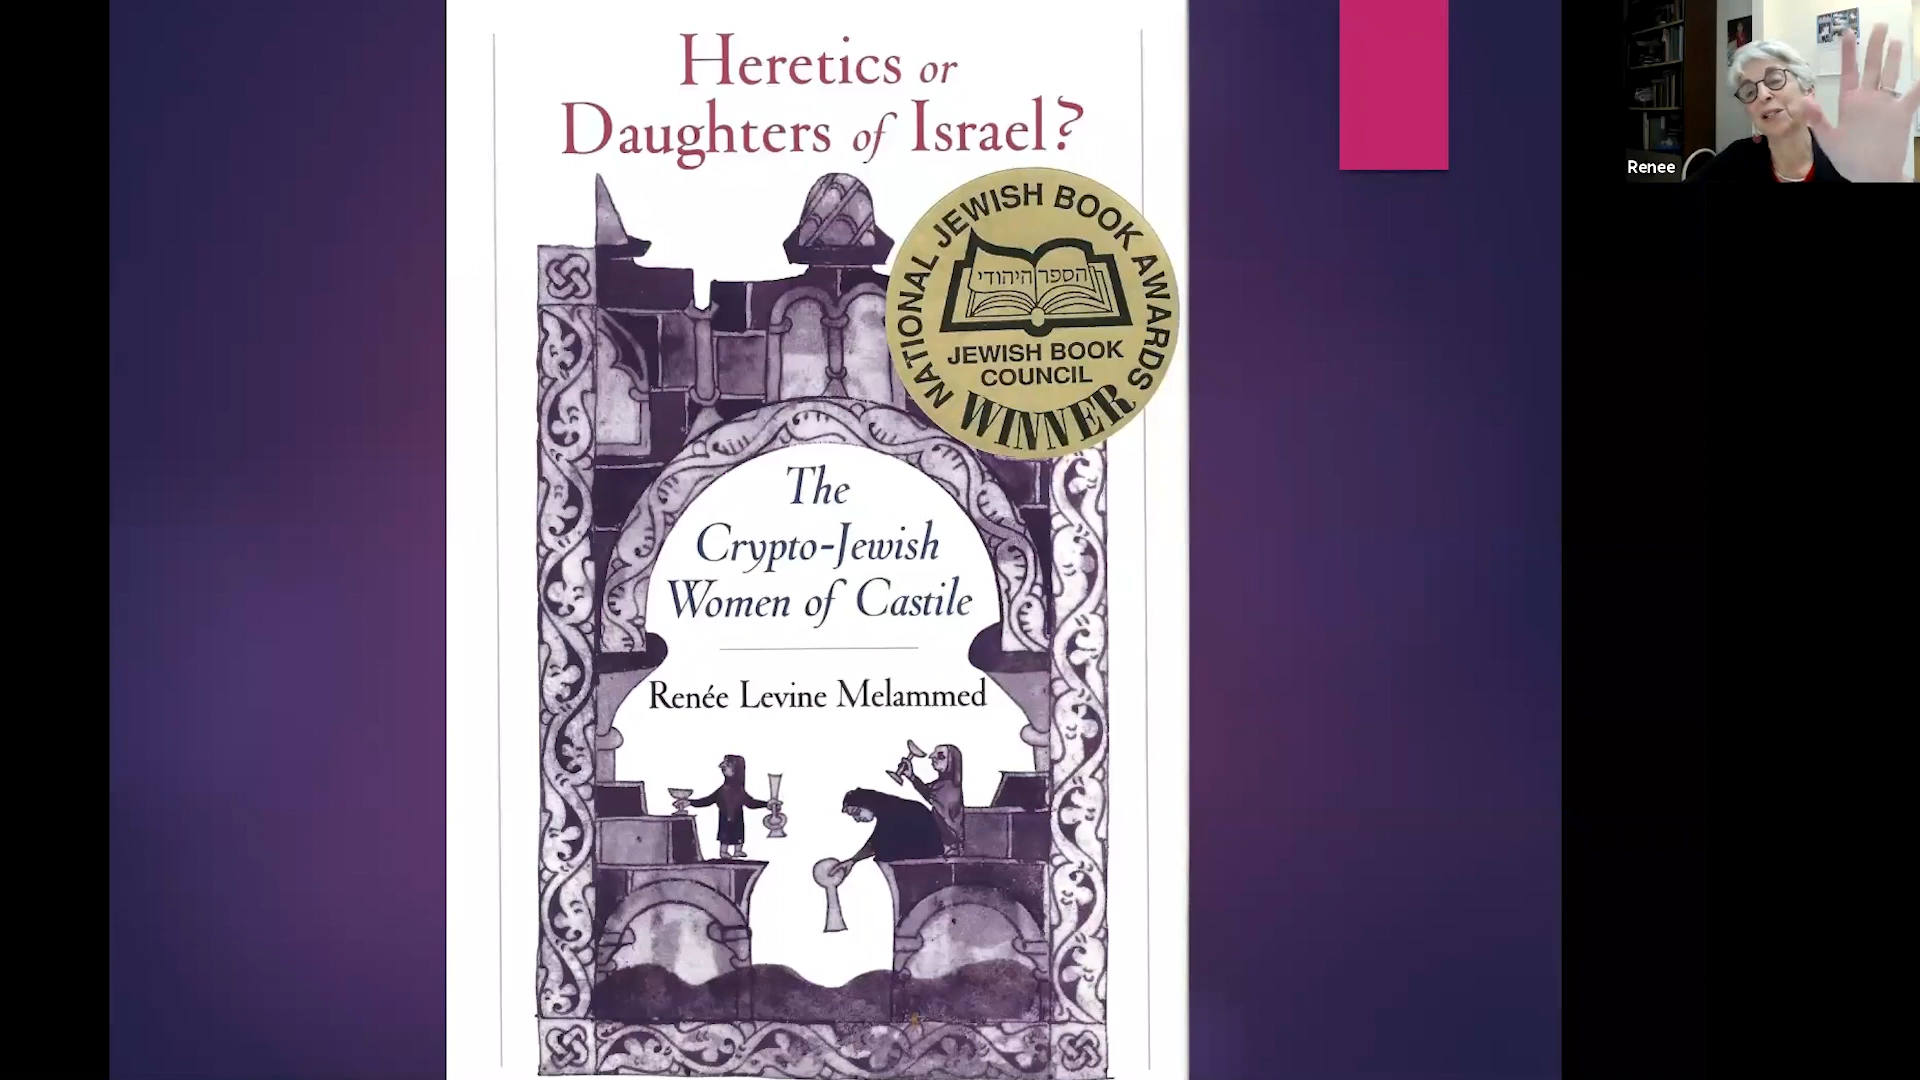 Heretics or
Daughters of Israel?
NATIONAL JEWISH BOOK AWARDS
הספר היהודי
JEWISH BOOK
COUNCIL
WINNER
The
Crypto-Jewish
Women of Castile
Renée Levine Melammed
Renee